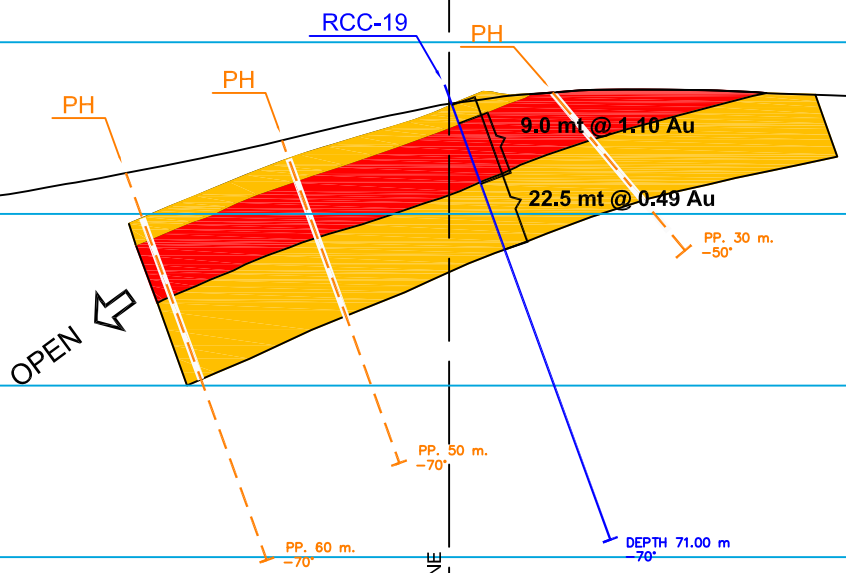 RCC-19
PH
PH
PH
9.0 mt @ 1.10 Au
22.5 mt @ 0.49 Au
PP. 30 m.
-50°
OPEN
PP. 50 m.
-70°
DEPTH 71.00 m
-70°
PP. 60 m.
-70°
NE